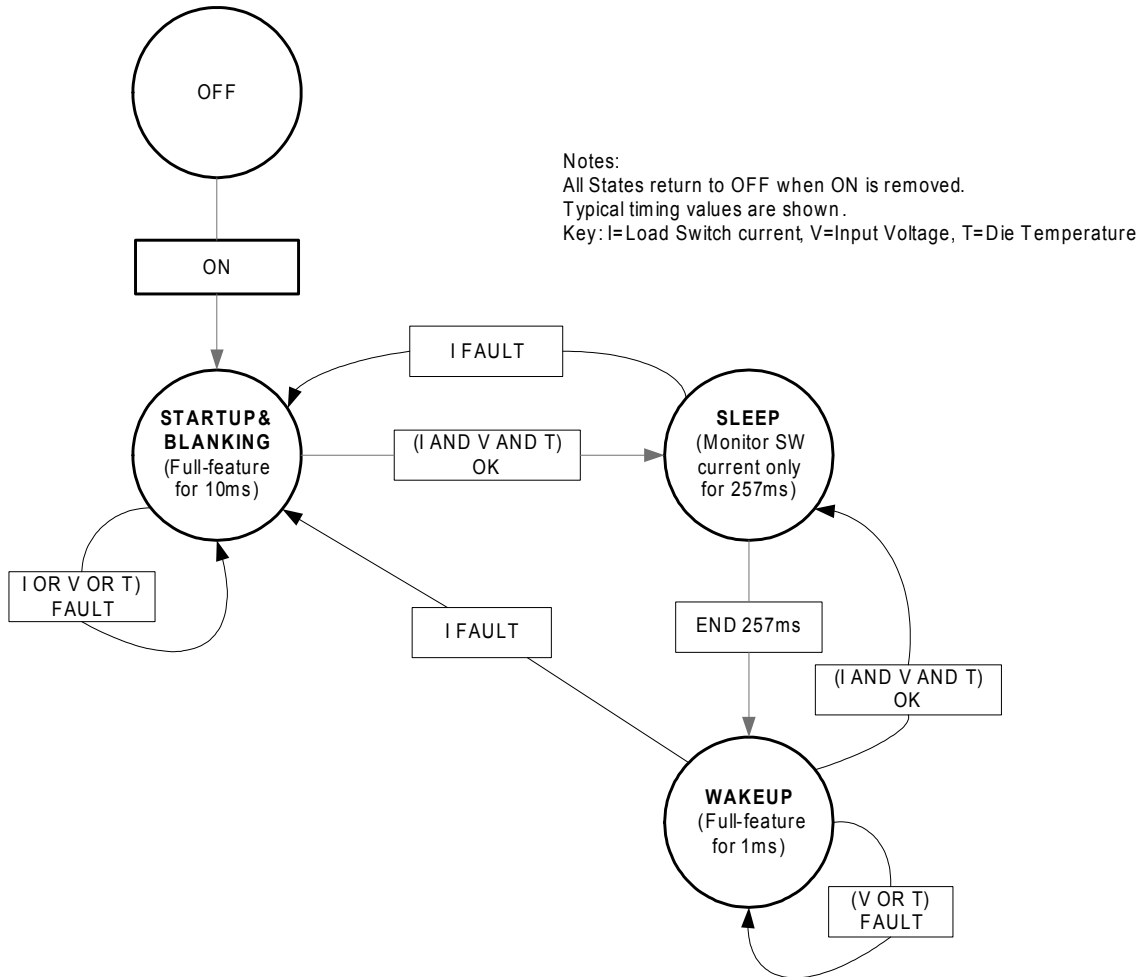 OFF
Notes:
All States return to OFF when ON is removed.
Typical timing values are shown.
Key: I=Load Switch current, V=Input Voltage, T=Die Temperature
ON
I FAULT
STARTUP&
BLANKING
(Full-feature
for 10ms)
(I AND V AND T)
OK
SLEEP
(Monitor SW
current only
for 257ms)
I OR V OR T)
FAULT
I FAULT
END 257ms
(I AND V AND T)
OK
WAKEUP
(Full-feature
for 1ms)
(V OR T)
FAULT